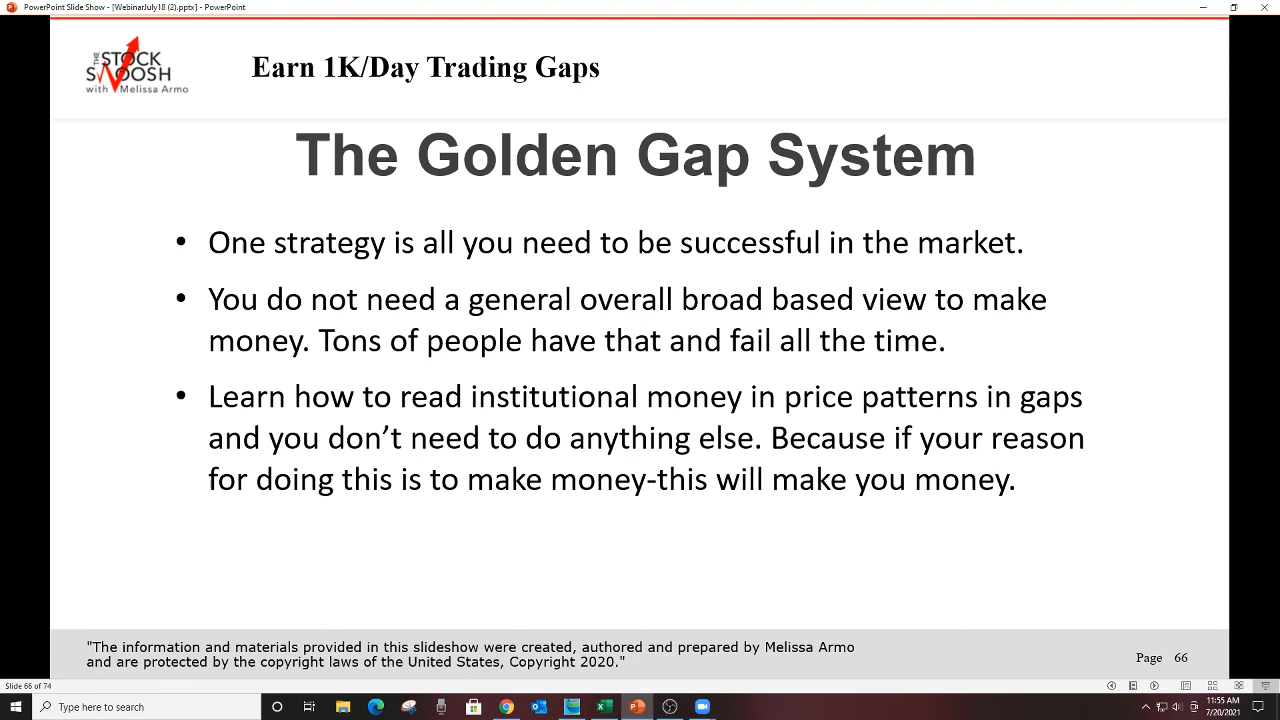 PowerPoint Slide Show - [WebinarJuly18 (2).pptx] - PowerPoint
THE STOCK
SWOOSH
with Melissa Armo
Earn 1K/Day Trading Gaps
The Golden Gap System
• One strategy is all you need to be successful in the market.
• You do not need a general overall broad based view to make
money. Tons of people have that and fail all the time.
• Learn how to read institutional money in price patterns in gaps
and you don’t need to do anything else. Because if your reason
for doing this is to make money-this will make you money.
"The information and materials provided in this slideshow were created, authored and prepared by Melissa Armo
and are protected by the copyright laws of the United States, Copyright 2020."
Page 66
Slide 66 of 74
Type here to search
11:55 AM
7/20/2021